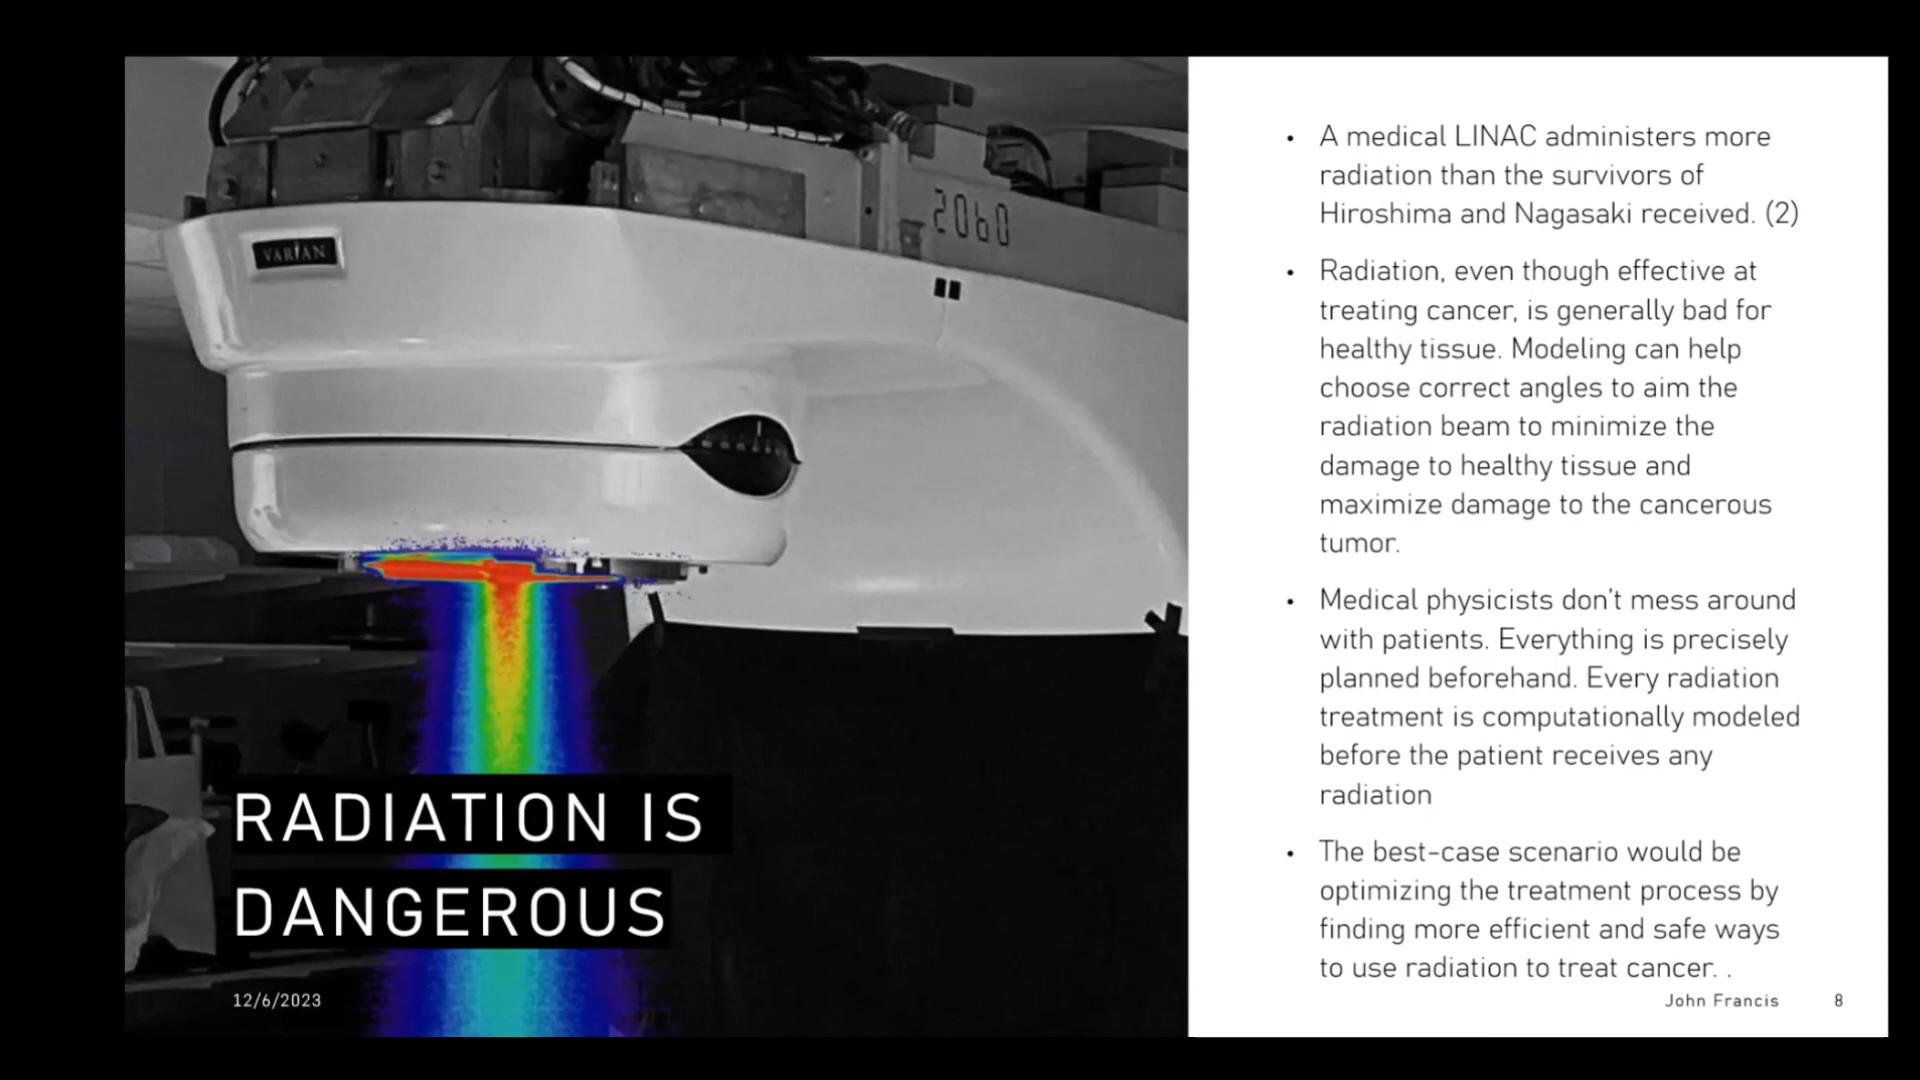 VARIAN
2060
RADIATION IS
DANGEROUS
12/6/2023
• A medical LINAC administers more
radiation than the survivors of
Hiroshima and Nagasaki received. (2)
• Radiation, even though effective at
treating cancer, is generally bad for
healthy tissue. Modeling can help
choose correct angles to aim the
radiation beam to minimize the
damage to healthy tissue and
maximize damage to the cancerous
tumor.
• Medical physicists don't mess around
with patients. Everything is precisely
planned beforehand. Every radiation
treatment is computationally modeled
before the patient receives any
radiation
• The best-case scenario would be
optimizing the treatment process by
finding more efficient and safe ways
to use radiation to treat cancer. .
John Francis 8